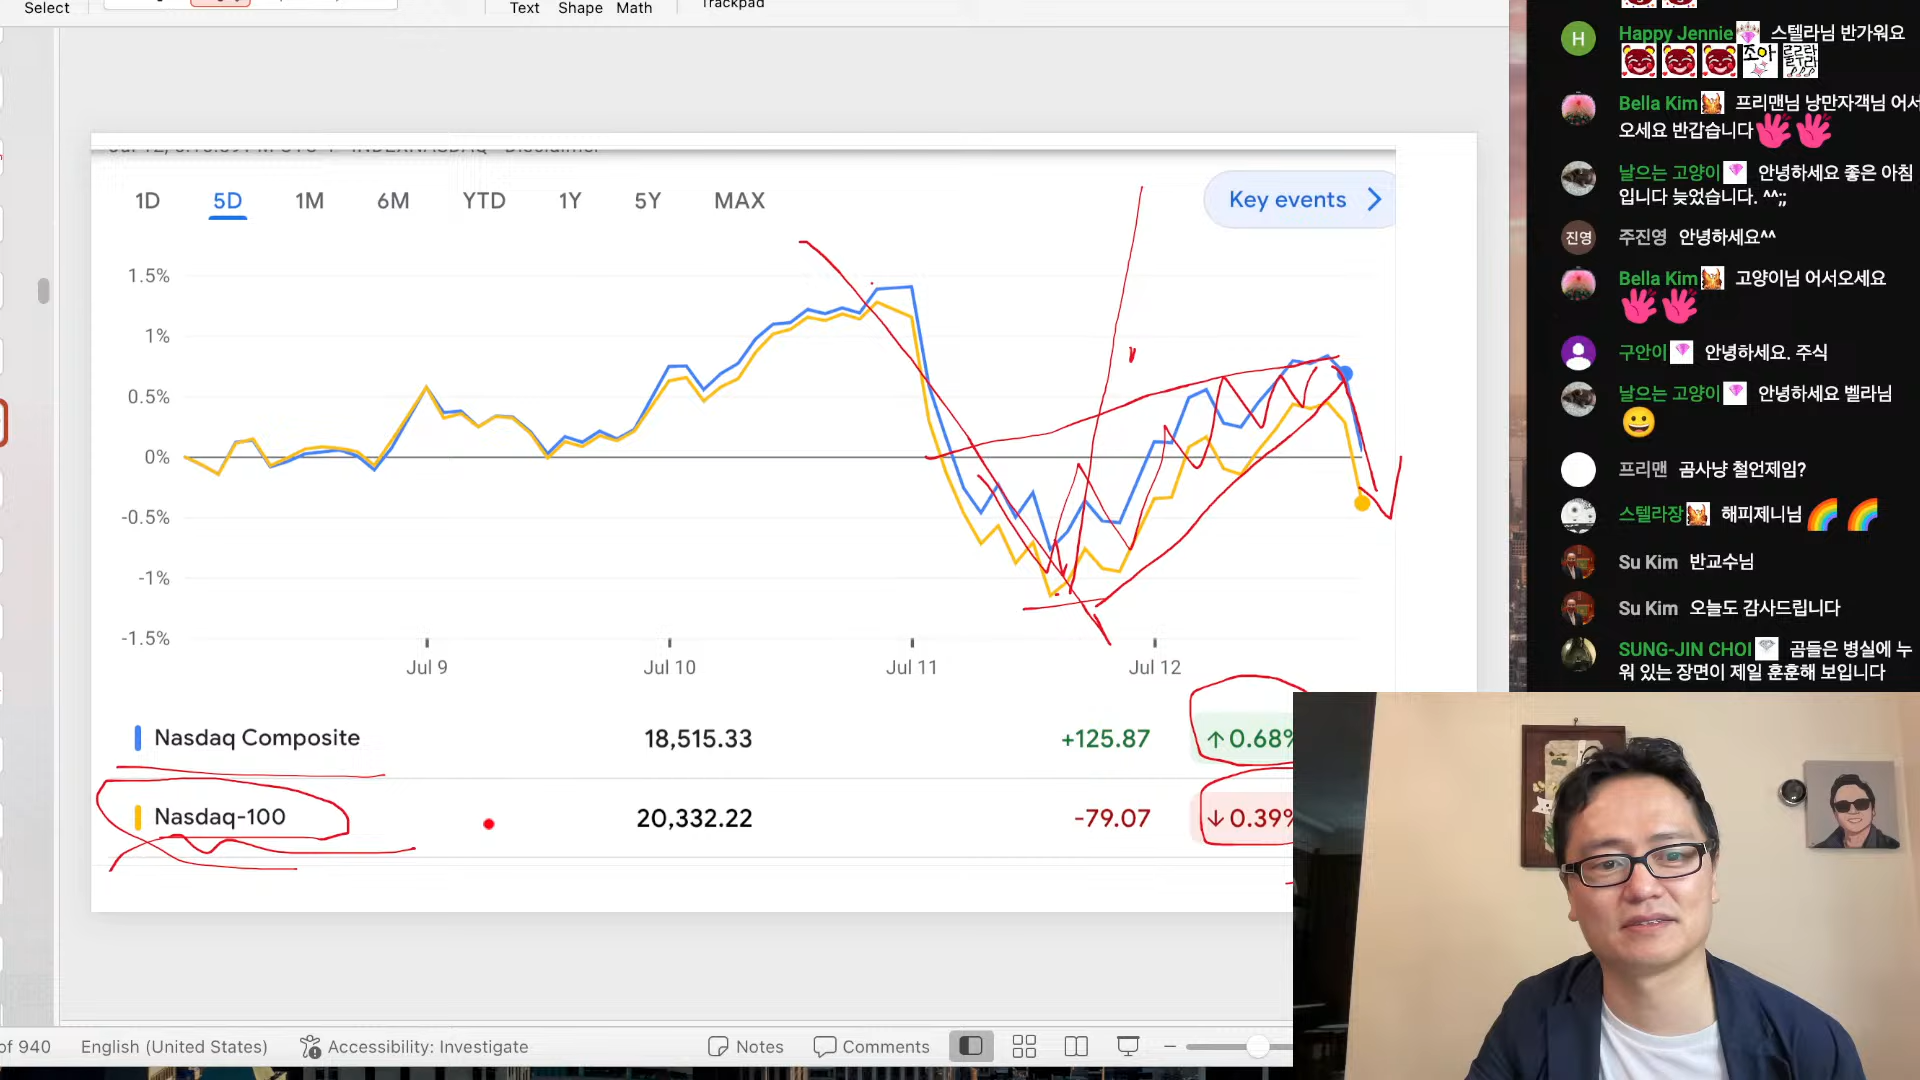 Select
Text Shape Math
Trackpad
1D 5D 1M 6M YTD 1Y 5Y MAX
Key events
1.5%
1%
0.5%
0%
-0.5%
-1%
-1.5%
Jul 9 Jul 10 Jul 11 Jul 12
Nasdaq Composite 18,515.33 +125.87 ↑0.68%
Nasdaq-100 20,332.22 -79.07 ↓0.39%
of 940 English (United States) Accessibility: Investigate Notes Comments
H Happy Jennie 스텔라님 반가워요
조아
Bella Kim 프리맨님 낭만자객님 어서
오세요 반갑습니다
날으는 고양이 안녕하세요 좋은 아침
입니다 늦었습니다. ^^;;
진영 주진영 안녕하세요^^
Bella Kim 고양이님 어서오세요
구안이 안녕하세요. 주식
날으는 고양이 안녕하세요 벨라님
프리맨 곰사냥 철언제임?
스텔라장 해피제니님
Su Kim 반교수님
Su Kim 오늘도 감사드립니다
SUNG-JIN CHOI 곰들은 병실에 누
워 있는 장면이 제일 훈훈해 보입니다